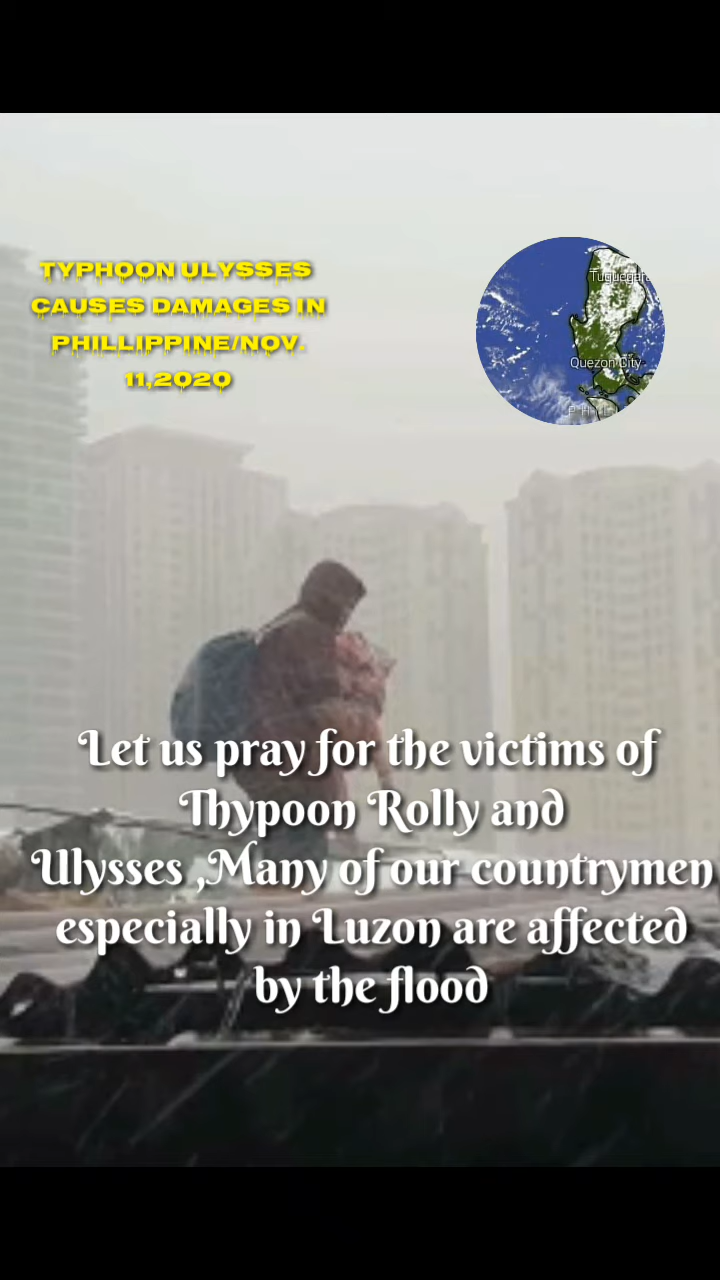 TYPHOON ULYSSES
CAUSES DAMAGES IN
PHILLIPPINE/NOV.
11,2020
Quezon City
Let us pray for the victims of
Thypoon Rolly and
Ulysses ,Many of our countrymen
especially in Luzon are affected
by the flood